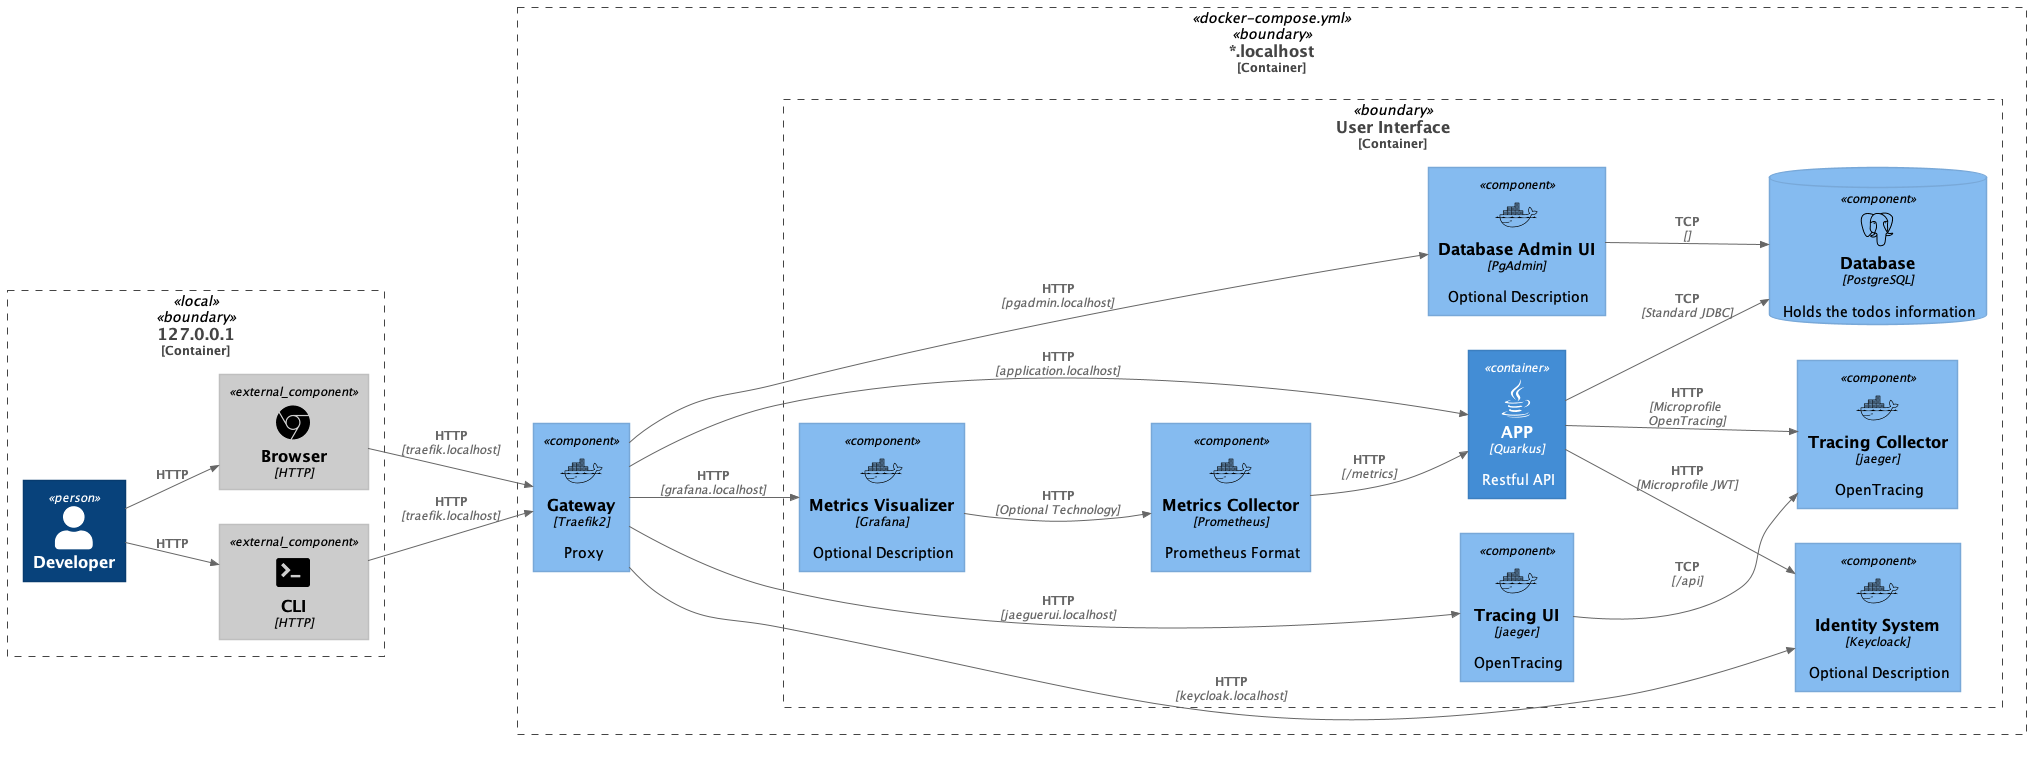 «docker-compose.yml»
«boundary»
*.localhost
[Container]
«boundary»
User Interface
[Container]
«local»
«boundary»
127.0.0.1
[Container]
«person»
Developer
HTTP
HTTP
«external_component»
Browser
[HTTP]
«external_component»
CLI
[HTTP]
HTTP
[traefik.localhost]
HTTP
[traefik.localhost]
«component»
Gateway
[Traefik2]
Proxy
HTTP
[pgadmin.localhost]
HTTP
[application.localhost]
HTTP
[grafana.localhost]
HTTP
[jaeguerui.localhost]
HTTP
[keycloak.localhost]
«component»
Metrics Visualizer
[Grafana]
Optional Description
HTTP
[Optional Technology]
«component»
Metrics Collector
[Prometheus]
Prometheus Format
HTTP
[/metrics]
«component»
Database Admin UI
[PgAdmin]
Optional Description
TCP
[]
«container»
APP
[Quarkus]
Restful API
TCP
[Standard JDBC]
HTTP
[Microprofile
OpenTracing]
HTTP
[Microprofile JWT]
«component»
Tracing UI
[jaeger]
OpenTracing
TCP
[/api]
«component»
Database
[PostgreSQL]
Holds the todos information
«component»
Tracing Collector
[jaeger]
OpenTracing
«component»
Identity System
[Keycloack]
Optional Description